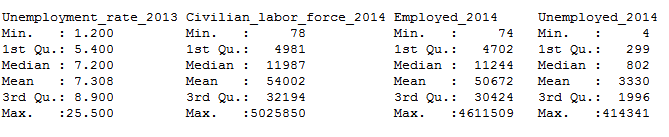 Unemployment_rate_2013 Civilian_labor_force_2014 Employed_2014 Unemployed_2014
Min. : 1.200 Min. : 78 Min. : 74 Min. : 4
1st Qu.: 5.400 1st Qu.: 4981 1st Qu.: 4702 1st Qu.: 299
Median : 7.200 Median : 11987 Median : 11244 Median : 802
Mean : 7.308 Mean : 54002 Mean : 50672 Mean : 3330
3rd Qu.: 8.900 3rd Qu.: 32194 3rd Qu.: 30424 3rd Qu.: 1996
Max. :25.500 Max. :5025850 Max. :4611509 Max. :414341